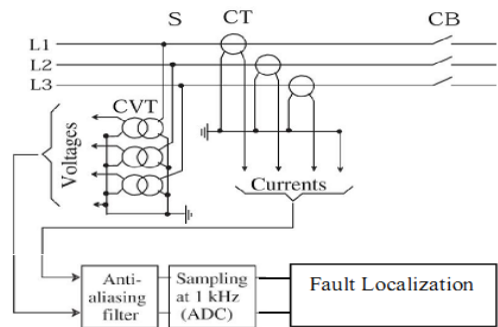 S CT CB
L1
L2
L3
CVT
Voltages
Currents
Anti-
aliasing
filter
Sampling
at 1 kHz
(ADC)
Fault Localization